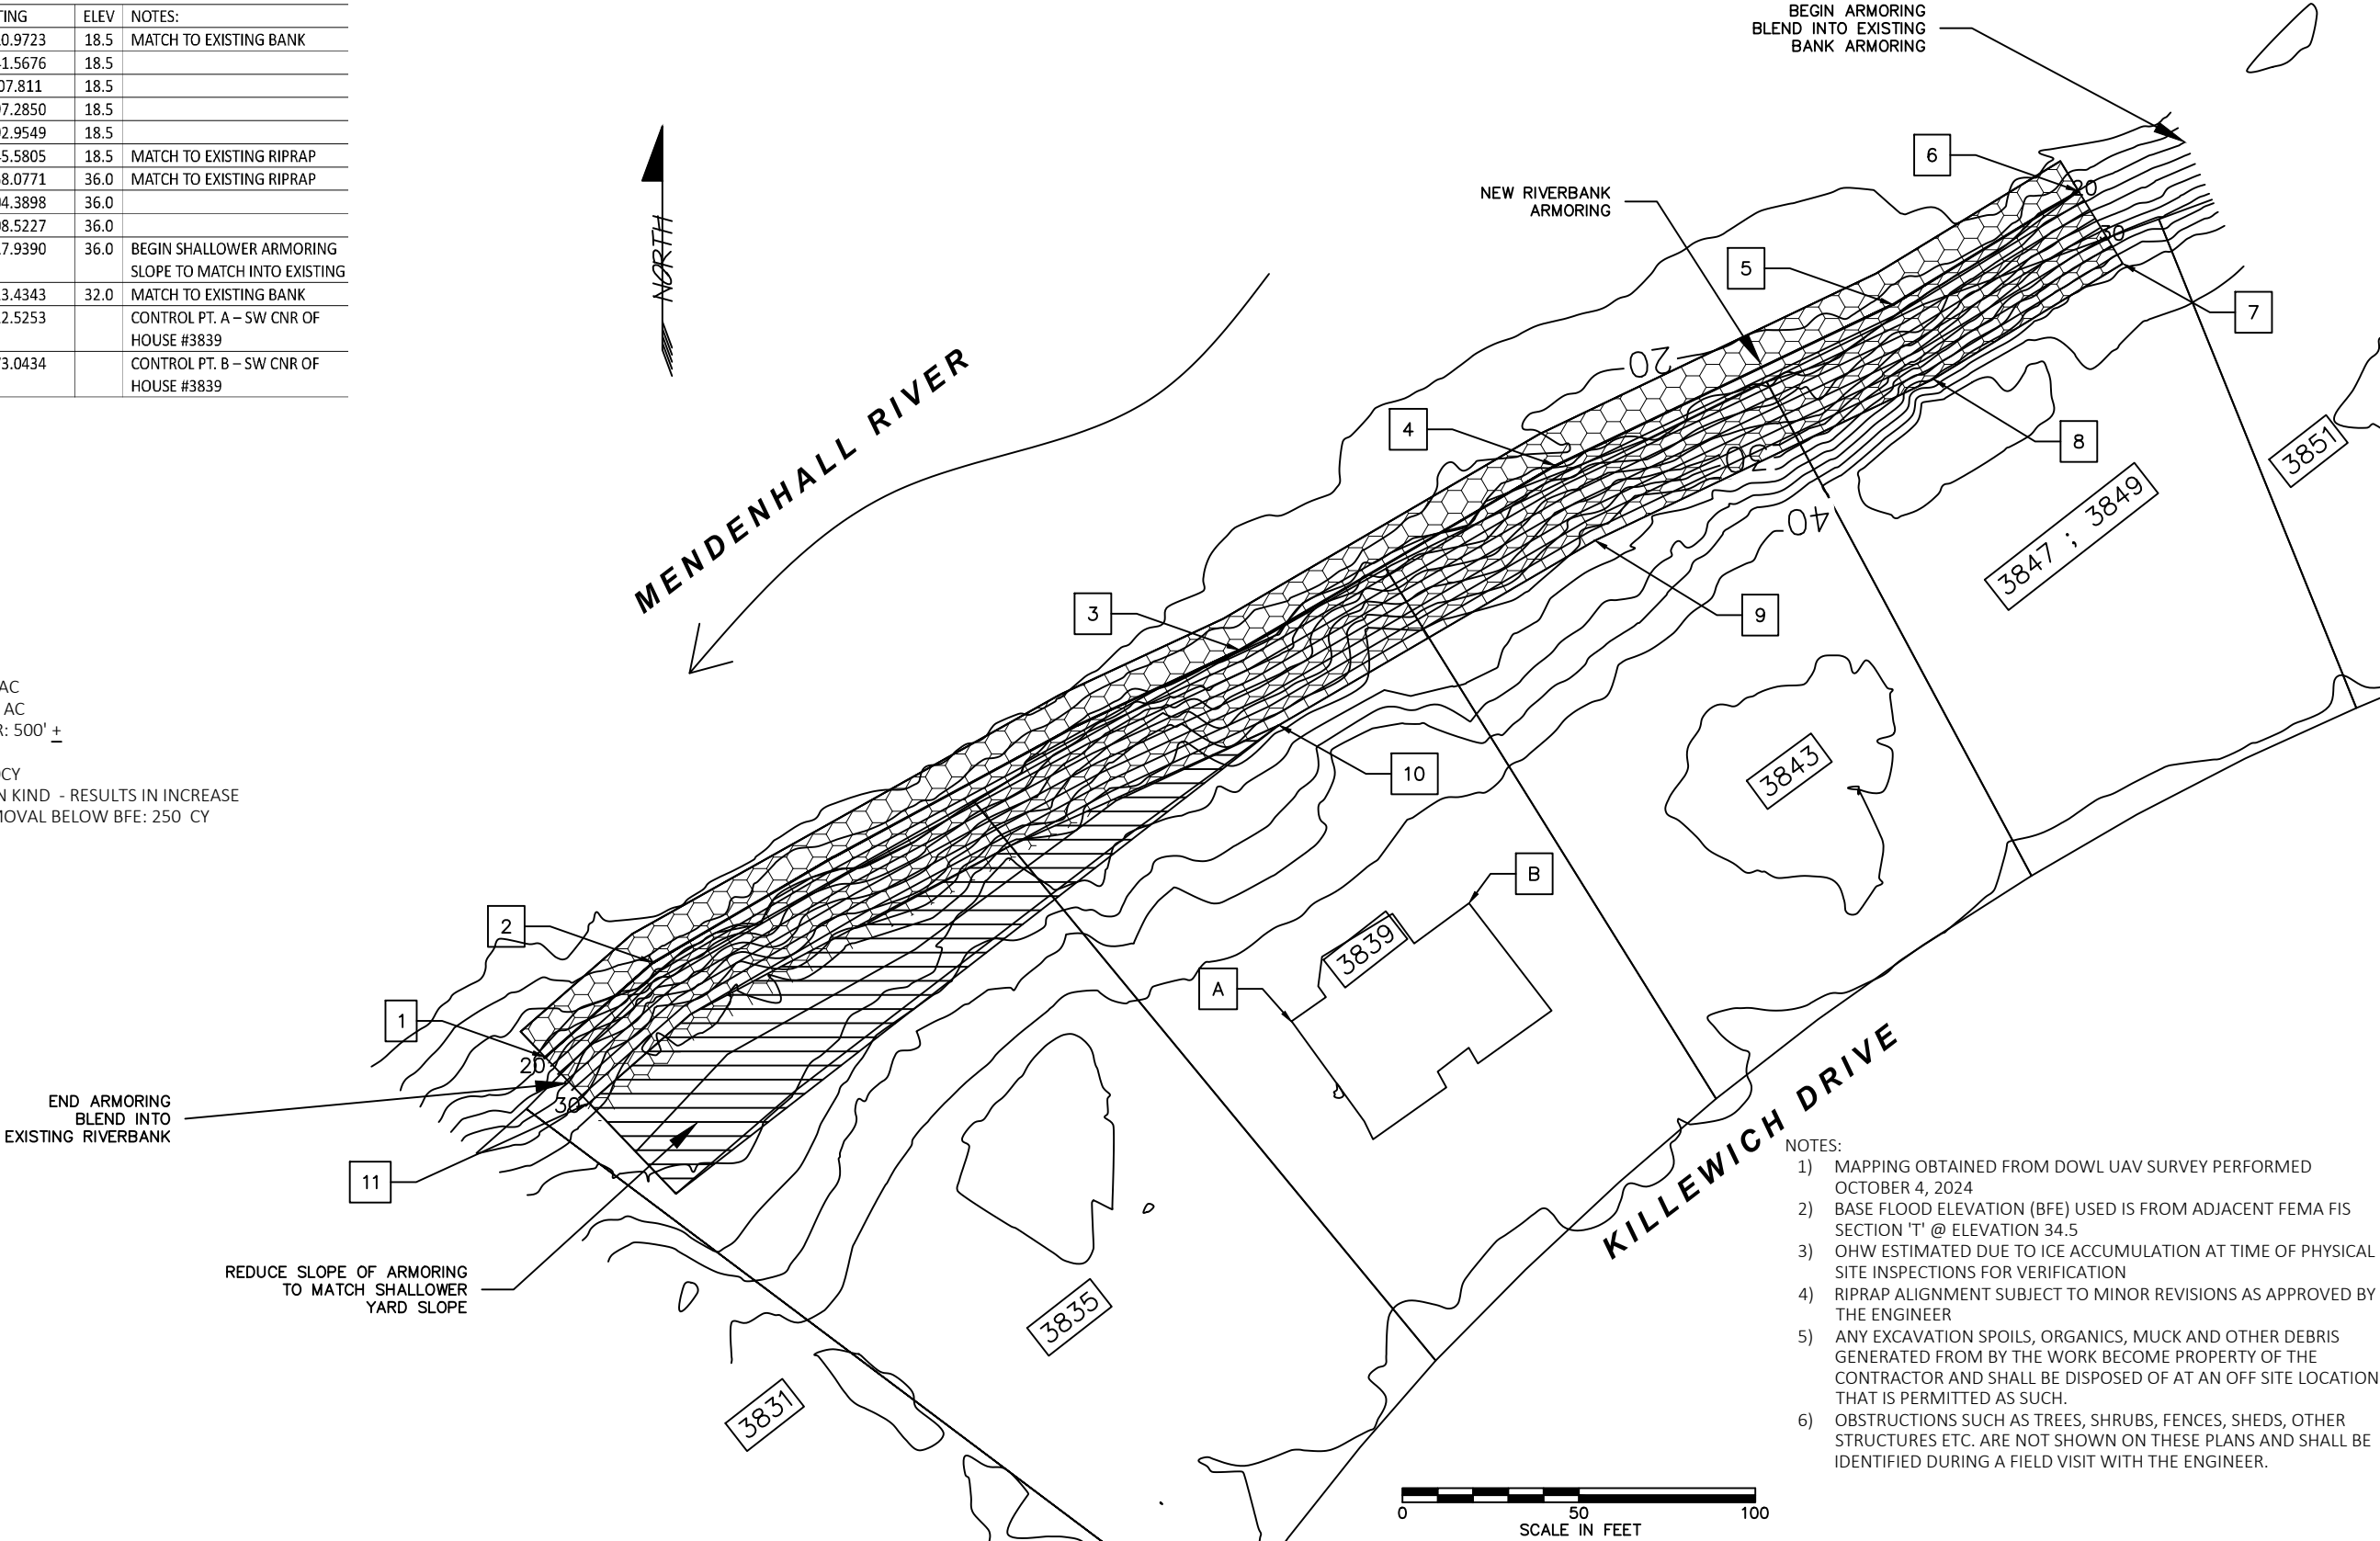 TING ELEV NOTES:
0.9723 18.5 MATCH TO EXISTING BANK
1.5676 18.5
07.811 18.5
7.2850 18.5
2.9549 18.5
5.5805 18.5 MATCH TO EXISTING RIPRAP
8.0771 36.0 MATCH TO EXISTING RIPRAP
4.3898 36.0
8.5227 36.0
7.9390 36.0 BEGIN SHALLOWER ARMORING
SLOPE TO MATCH INTO EXISTING
3.4343 32.0 MATCH TO EXISTING BANK
2.5253 CONTROL PT. A – SW CNR OF
HOUSE #3839
3.0434 CONTROL PT. B – SW CNR OF
HOUSE #3839
BEGIN ARMORING
BLEND INTO EXISTING
BANK ARMORING
NORTH
NEW RIVERBANK
ARMORING
MENDENHALL RIVER
6
20
30
5
7
20
4
8
30
40
3851
3847 ; 3849
3
9
10
3843
AC
AC
R: 500' +
CY
N KIND - RESULTS IN INCREASE
MOVAL BELOW BFE: 250 CY
2
B
3839
A
1
20
30
END ARMORING
BLEND INTO
EXISTING RIVERBANK
11
REDUCE SLOPE OF ARMORING
TO MATCH SHALLOWER
YARD SLOPE
3835
3831
KILLEWICH DRIVE
NOTES:
1) MAPPING OBTAINED FROM DOWL UAV SURVEY PERFORMED
OCTOBER 4, 2024
2) BASE FLOOD ELEVATION (BFE) USED IS FROM ADJACENT FEMA FIS
SECTION 'T' @ ELEVATION 34.5
3) OHW ESTIMATED DUE TO ICE ACCUMULATION AT TIME OF PHYSICAL
SITE INSPECTIONS FOR VERIFICATION
4) RIPRAP ALIGNMENT SUBJECT TO MINOR REVISIONS AS APPROVED BY
THE ENGINEER
5) ANY EXCAVATION SPOILS, ORGANICS, MUCK AND OTHER DEBRIS
GENERATED FROM BY THE WORK BECOME PROPERTY OF THE
CONTRACTOR AND SHALL BE DISPOSED OF AT AN OFF SITE LOCATION
THAT IS PERMITTED AS SUCH.
6) OBSTRUCTIONS SUCH AS TREES, SHRUBS, FENCES, SHEDS, OTHER
STRUCTURES ETC. ARE NOT SHOWN ON THESE PLANS AND SHALL BE
IDENTIFIED DURING A FIELD VISIT WITH THE ENGINEER.
0 50 100
SCALE IN FEET